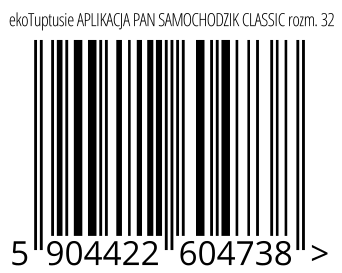 ekoTuptusie APLIKACJA PAN SAMOCHODZIK CLASSIC rozm. 32
5 904422 604738 >